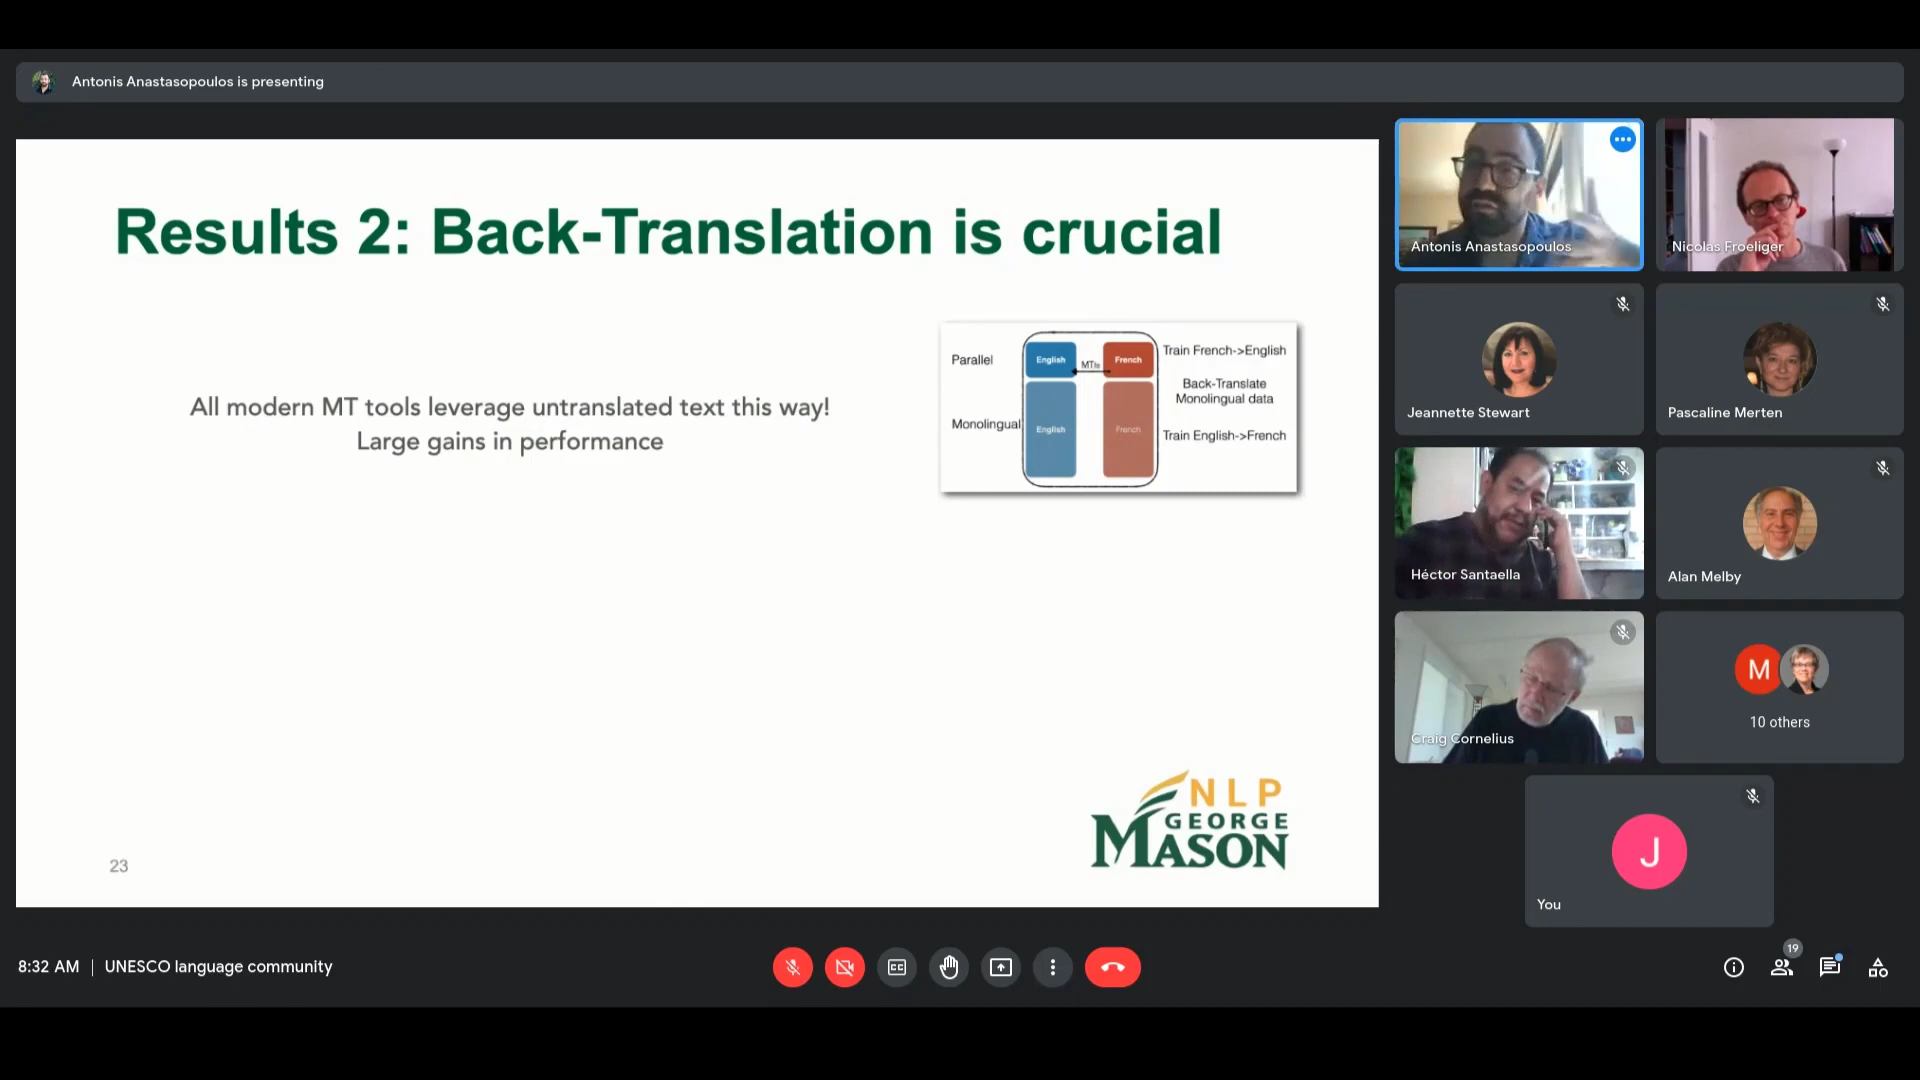 Antonis Anastasopoulos is presenting
Results 2: Back-Translation is crucial
All modern MT tools leverage untranslated text this way!
Large gains in performance
Parallel
English
MT!s
French
Train French->English
Back-Translate
Monolingual data
Monolingual
English
French
Train English->French
NLP
GEORGE
MASON
23
Antonis Anastasopoulos
Nicolas Froeliger
Jeannette Stewart
Pascaline Merten
Héctor Santaella
Alan Melby
Craig Cornelius
M
10 others
J
You
8:32 AM | UNESCO language community
CC
19